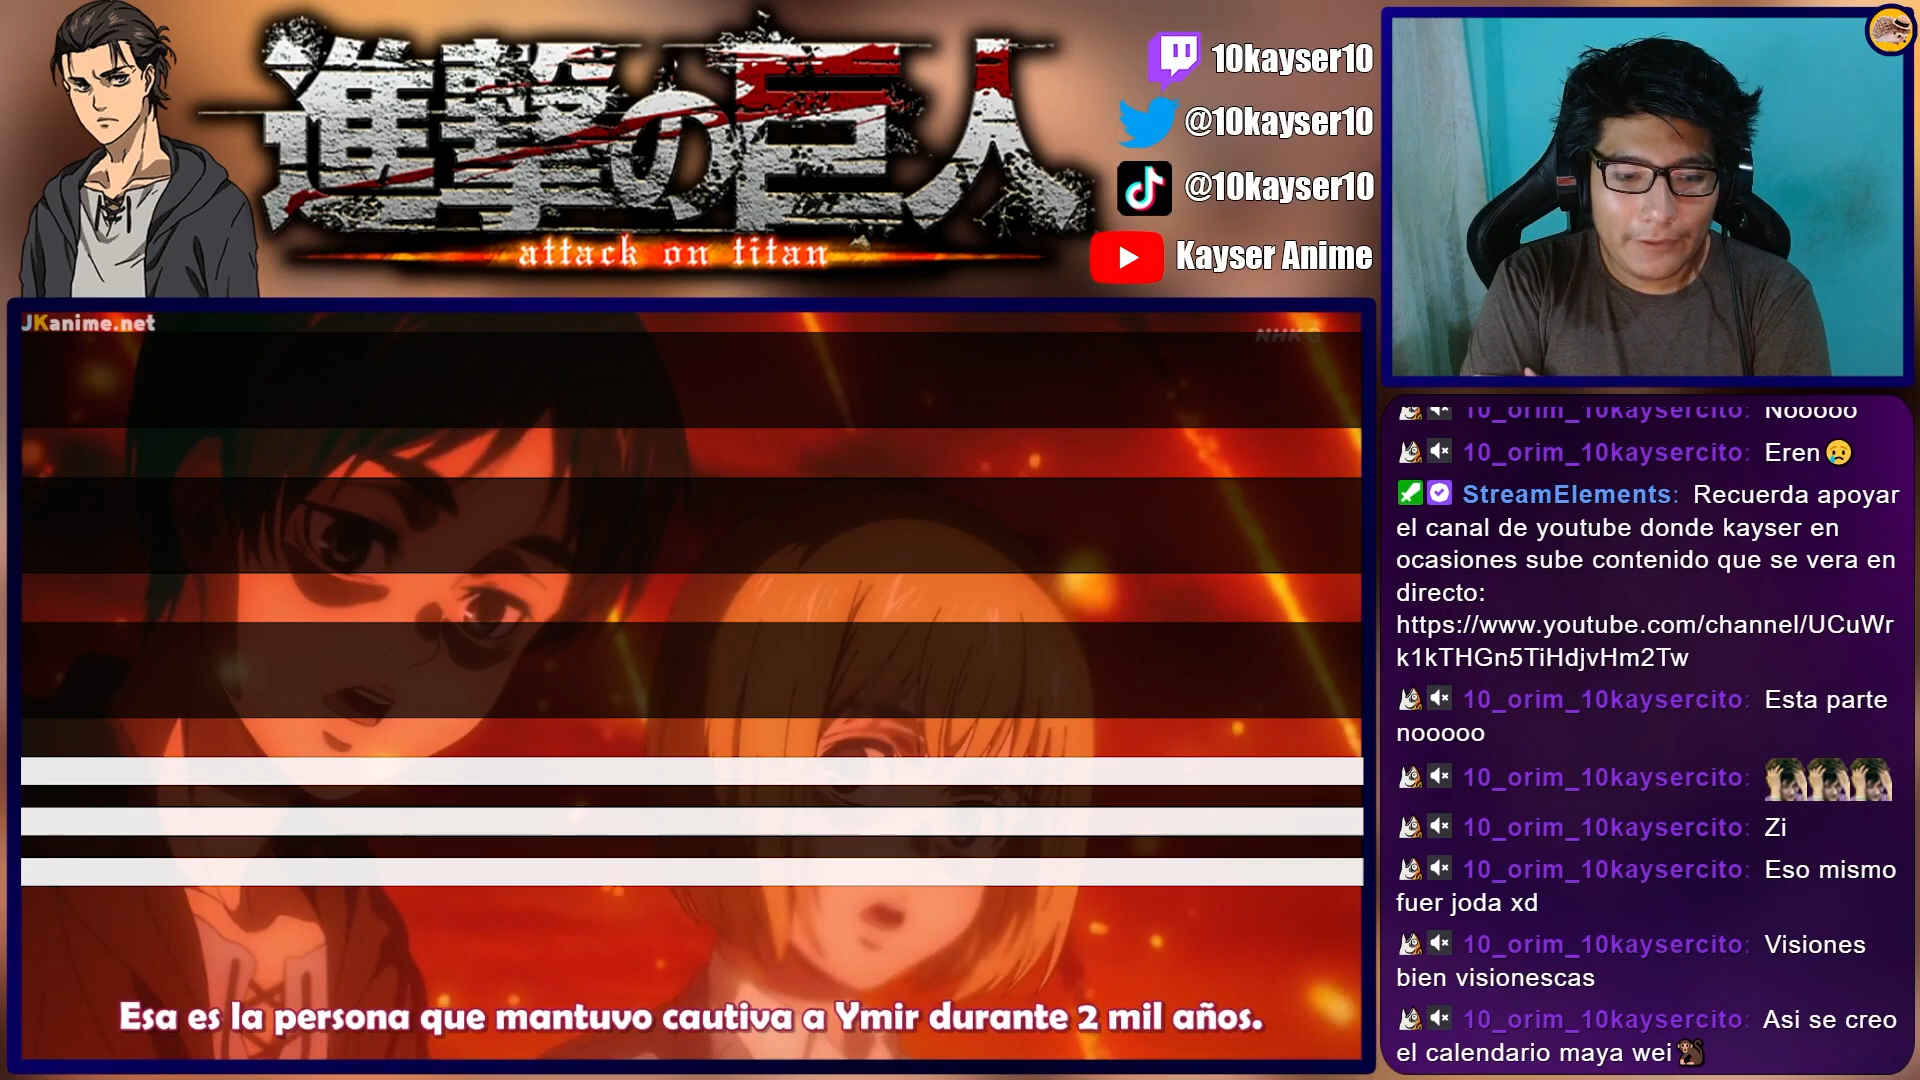 進撃の巨人
attack on titan
10kayser10
@10kayser10
@10kayser10
Kayser Anime
JKanime.net
NHK G
Esa es la persona que mantuvo cautiva a Ymir durante 2 mil años.
10_orim_10kaysercito: Nooooo
10_orim_10kaysercito: Eren😥
StreamElements: Recuerda apoyar
el canal de youtube donde kayser en
ocasiones sube contenido que se vera en
directo:
https://www.youtube.com/channel/UCuWr
k1kTHGn5TiHdjvHm2Tw
10_orim_10kaysercito: Esta parte
nooooo
10_orim_10kaysercito:
10_orim_10kaysercito: Zi
10_orim_10kaysercito: Eso mismo
fuer joda xd
10_orim_10kaysercito: Visiones
bien visionescas
10_orim_10kaysercito: Asi se creo
el calendario maya wei🐒